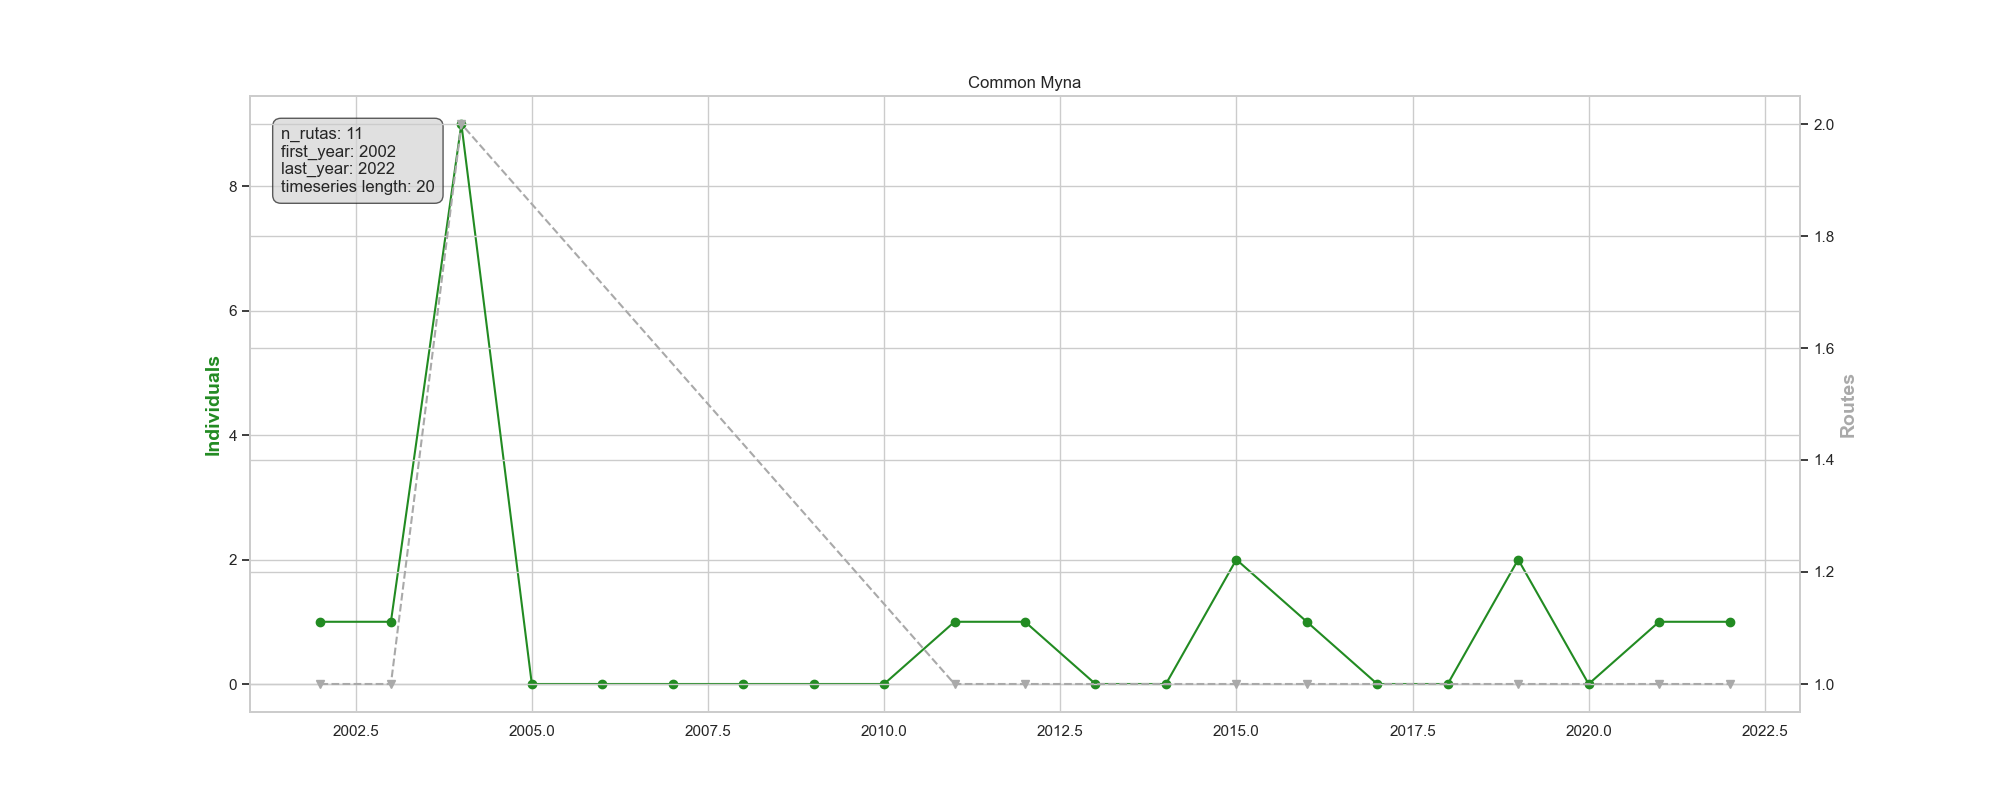 Common Myna
n_rutas: 11
first_year: 2002
last_year: 2022
timeseries length: 20
Individuals
8
6
4
2
0
2.0
1.8
1.6
1.4
1.2
1.0
Routes
2002.5 2005.0 2007.5 2010.0 2012.5 2015.0 2017.5 2020.0 2022.5